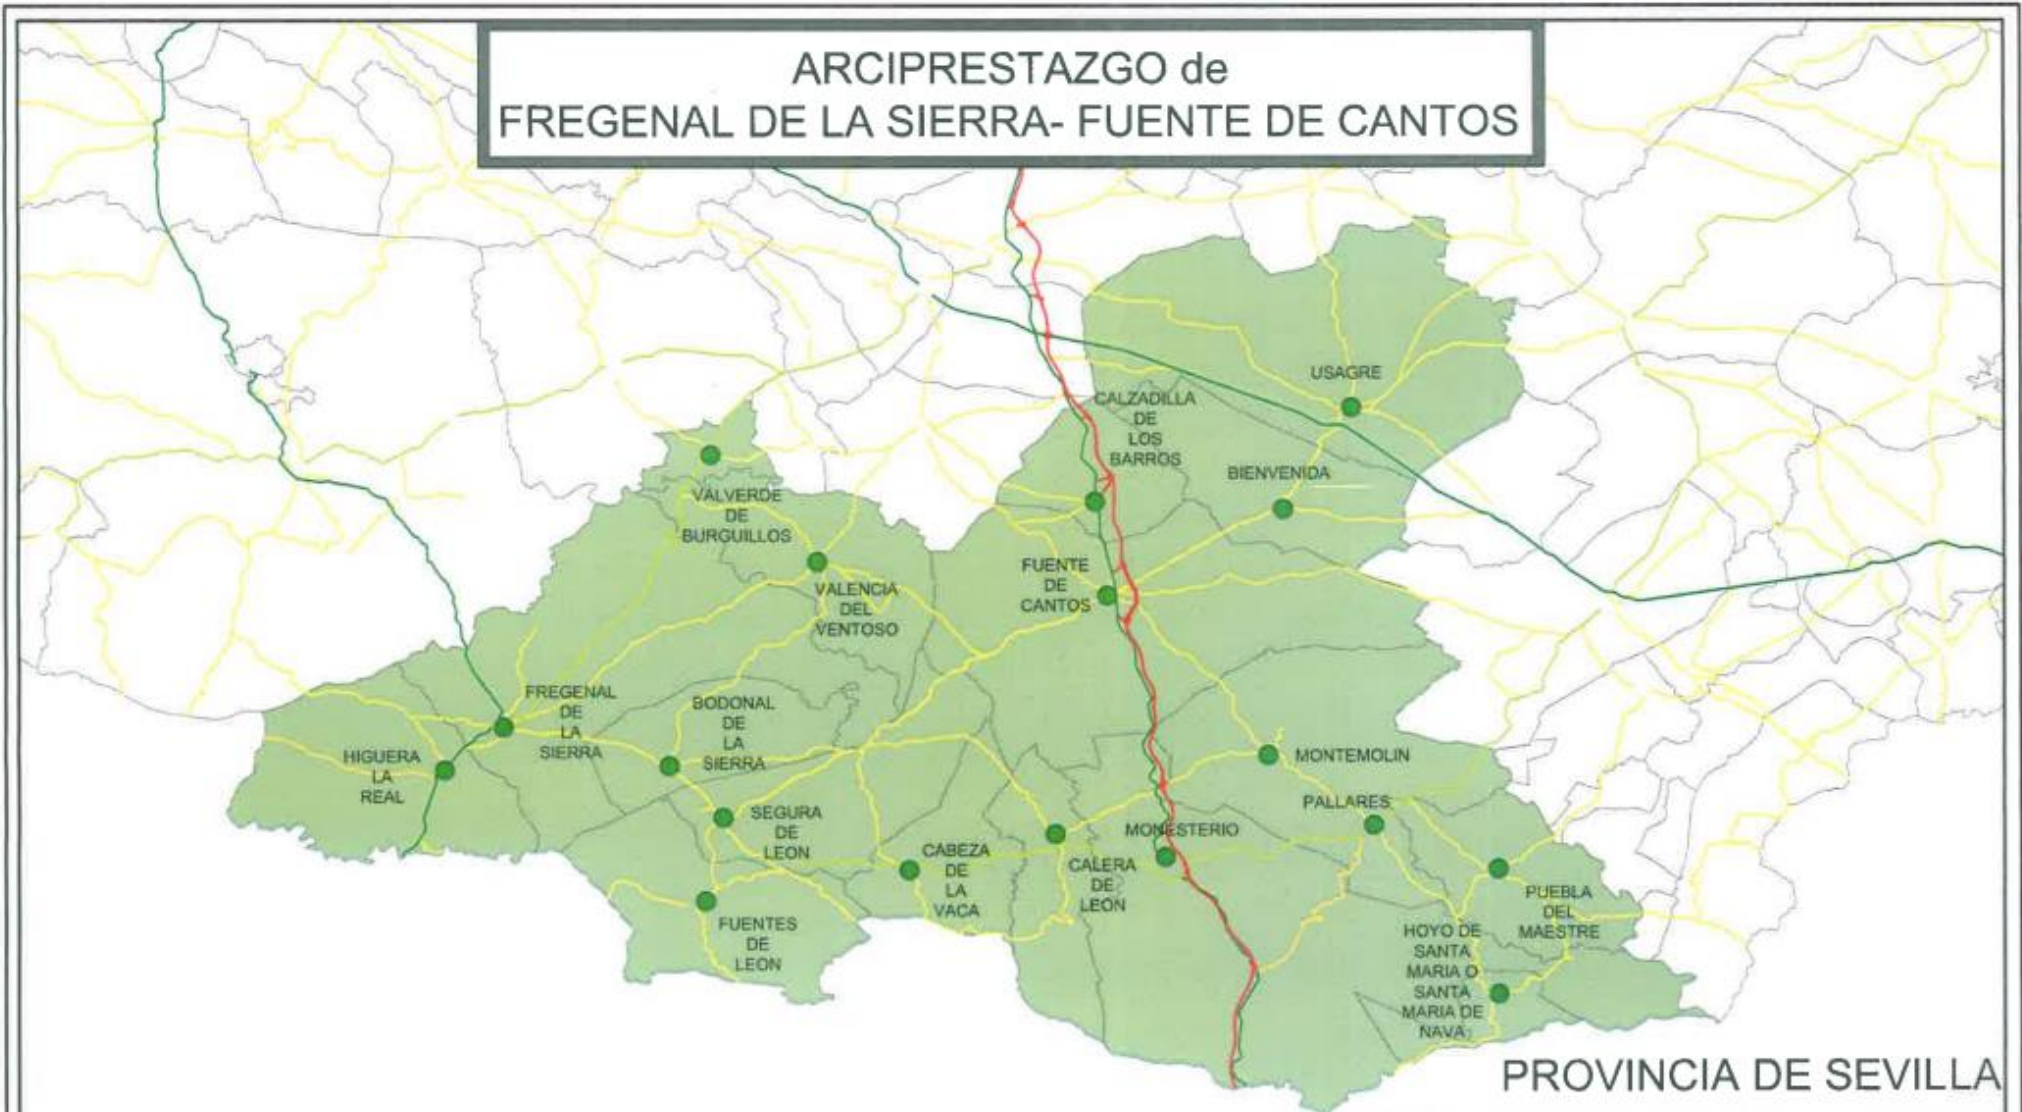 ARCIPRESTAZGO de
FREGENAL DE LA SIERRA- FUENTE DE CANTOS
USAGRE
CALZADILLA
DE
LOS
BARROS
BIENVENIDA
VALVERDE
DE
BURGUILLOS
FUENTE
DE
CANTOS
VALENCIA
DEL
VENTOSO
FREGENAL
DE
LA
SIERRA
BODONAL
DE
LA
SIERRA
HIGUERA
LA
REAL
MONTEMOLIN
PALLARES
SEGURA
DE
LEON
MONESTERIO
CABEZA
DE
LA
VACA
CALERA
DE
LEON
PUEBLA
DEL
MAESTRE
FUENTES
DE
LEON
HOYO DE
SANTA
MARIA O
SANTA
MARIA DE
NAVA
PROVINCIA DE SEVILLA